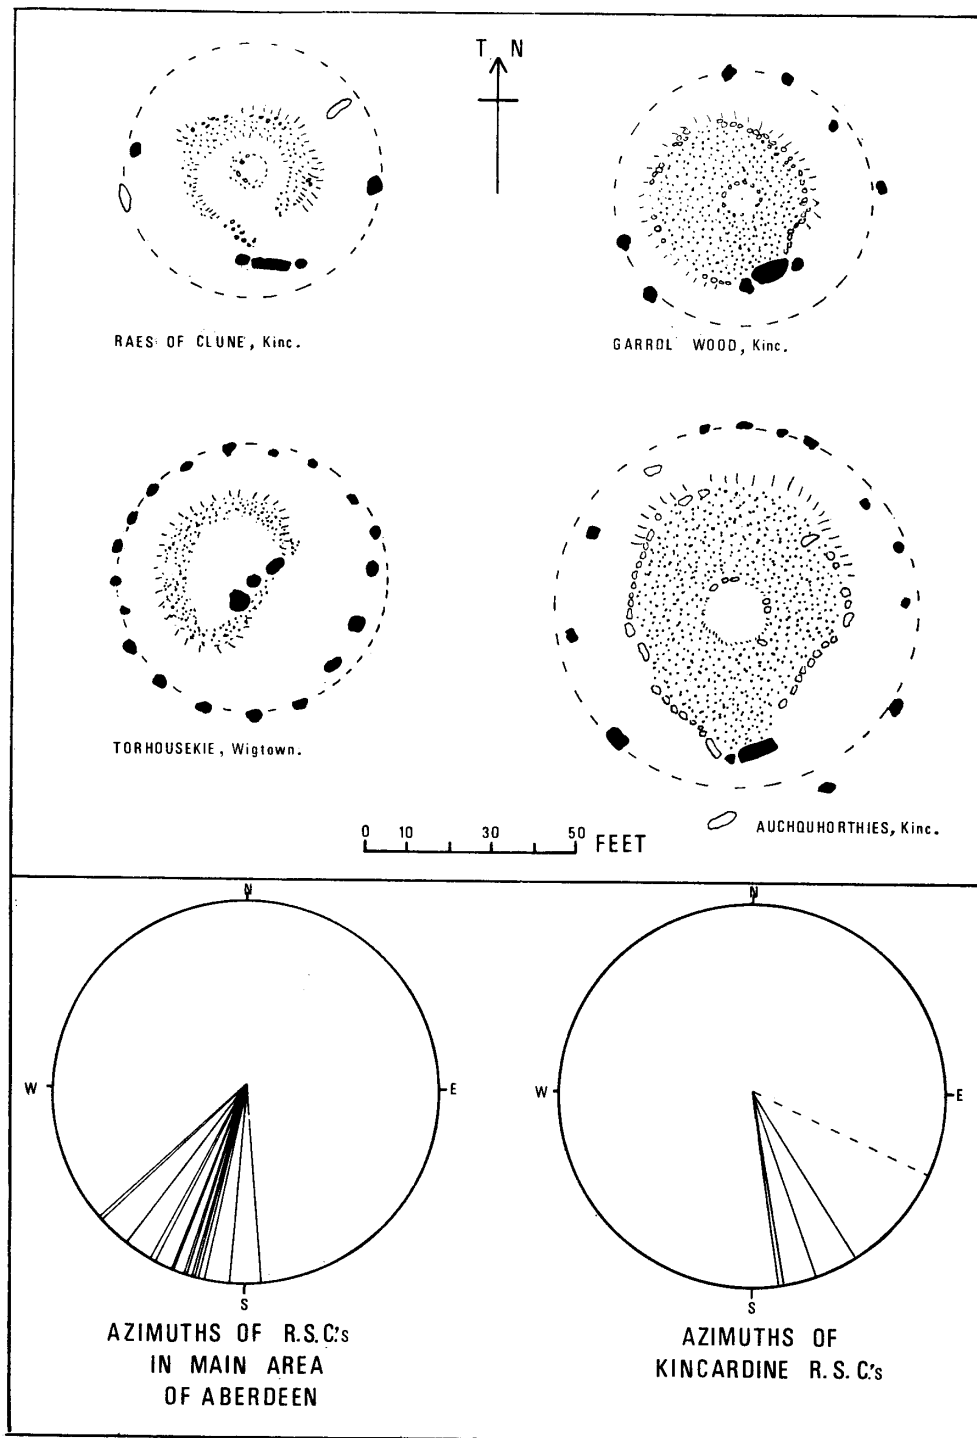 T N
RAES OF CLUNE, Kinc.
GARROL WOOD, Kinc.
TORHOUSEKIE, Wigtown.
AUCHQUHORTHIES, Kinc.
0 10 30 50 FEET
N
W
E
S
AZIMUTHS OF R.S.C.'s
IN MAIN AREA
OF ABERDEEN
N
W
E
S
AZIMUTHS OF
KINCARDINE R.S.C.'s